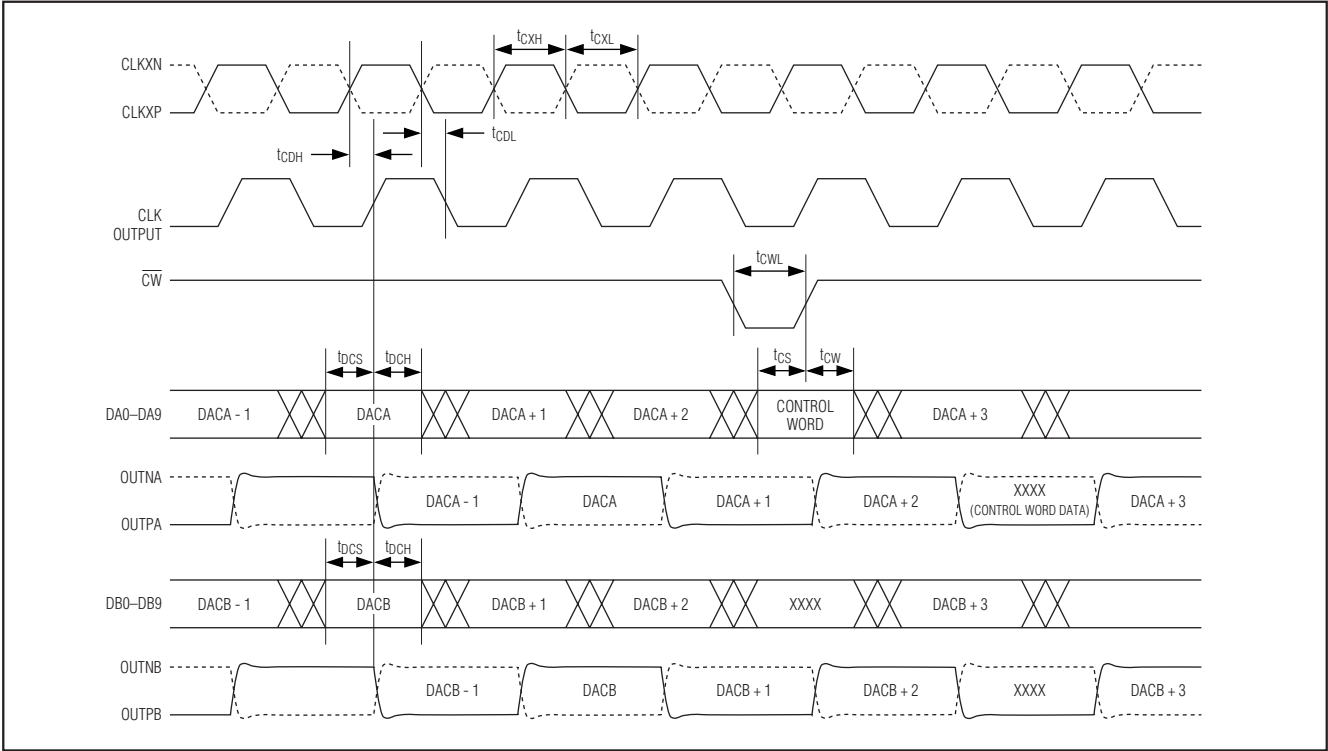 tCXH tCXL
CLKXN
CLKXP
tCDL
tCDH
CLK
OUTPUT
tCWL
CW
tDCS tDCH tCS tCW
DA0–DA9 DACA - 1 DACA DACA + 1 DACA + 2 CONTROL WORD DACA + 3
OUTNA
DACA - 1 DACA DACA + 1 DACA + 2 XXXX (CONTROL WORD DATA) DACA + 3
OUTPA
tDCS tDCH
DB0–DB9 DACB - 1 DACB DACB + 1 DACB + 2 XXXX DACB + 3
OUTNB
DACB - 1 DACB DACB + 1 DACB + 2 XXXX DACB + 3
OUTPB